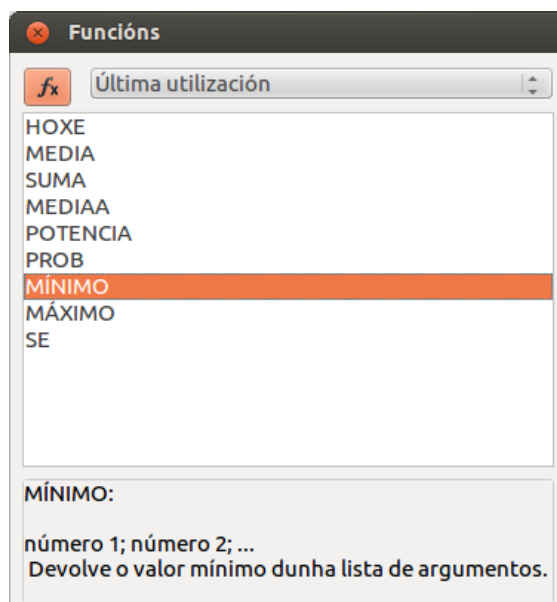 Funcións
fx
Última utilización
HOXE
MEDIA
SUMA
MEDIAA
POTENCIA
PROB
MÍNIMO
MÁXIMO
SE
MÍNIMO:
número 1; número 2; ...
Devolve o valor mínimo dunha lista de argumentos.